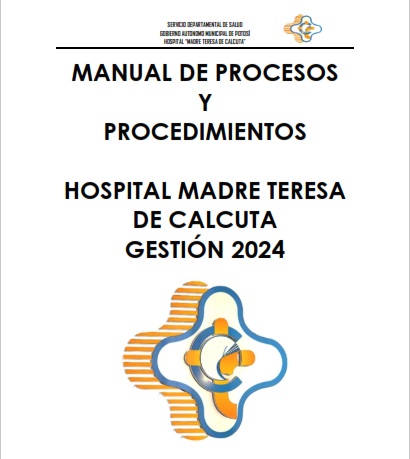 SERVICIO DEPARTAMENTAL DE SALUD
GOBIERNO AUTONOMO MUNICIPAL DE POTOSÍ
HOSPITAL "MADRE TERESA DE CALCUTA"
MANUAL DE PROCESOS
Y
PROCEDIMIENTOS
HOSPITAL MADRE TERESA
DE CALCUTA
GESTIÓN 2024